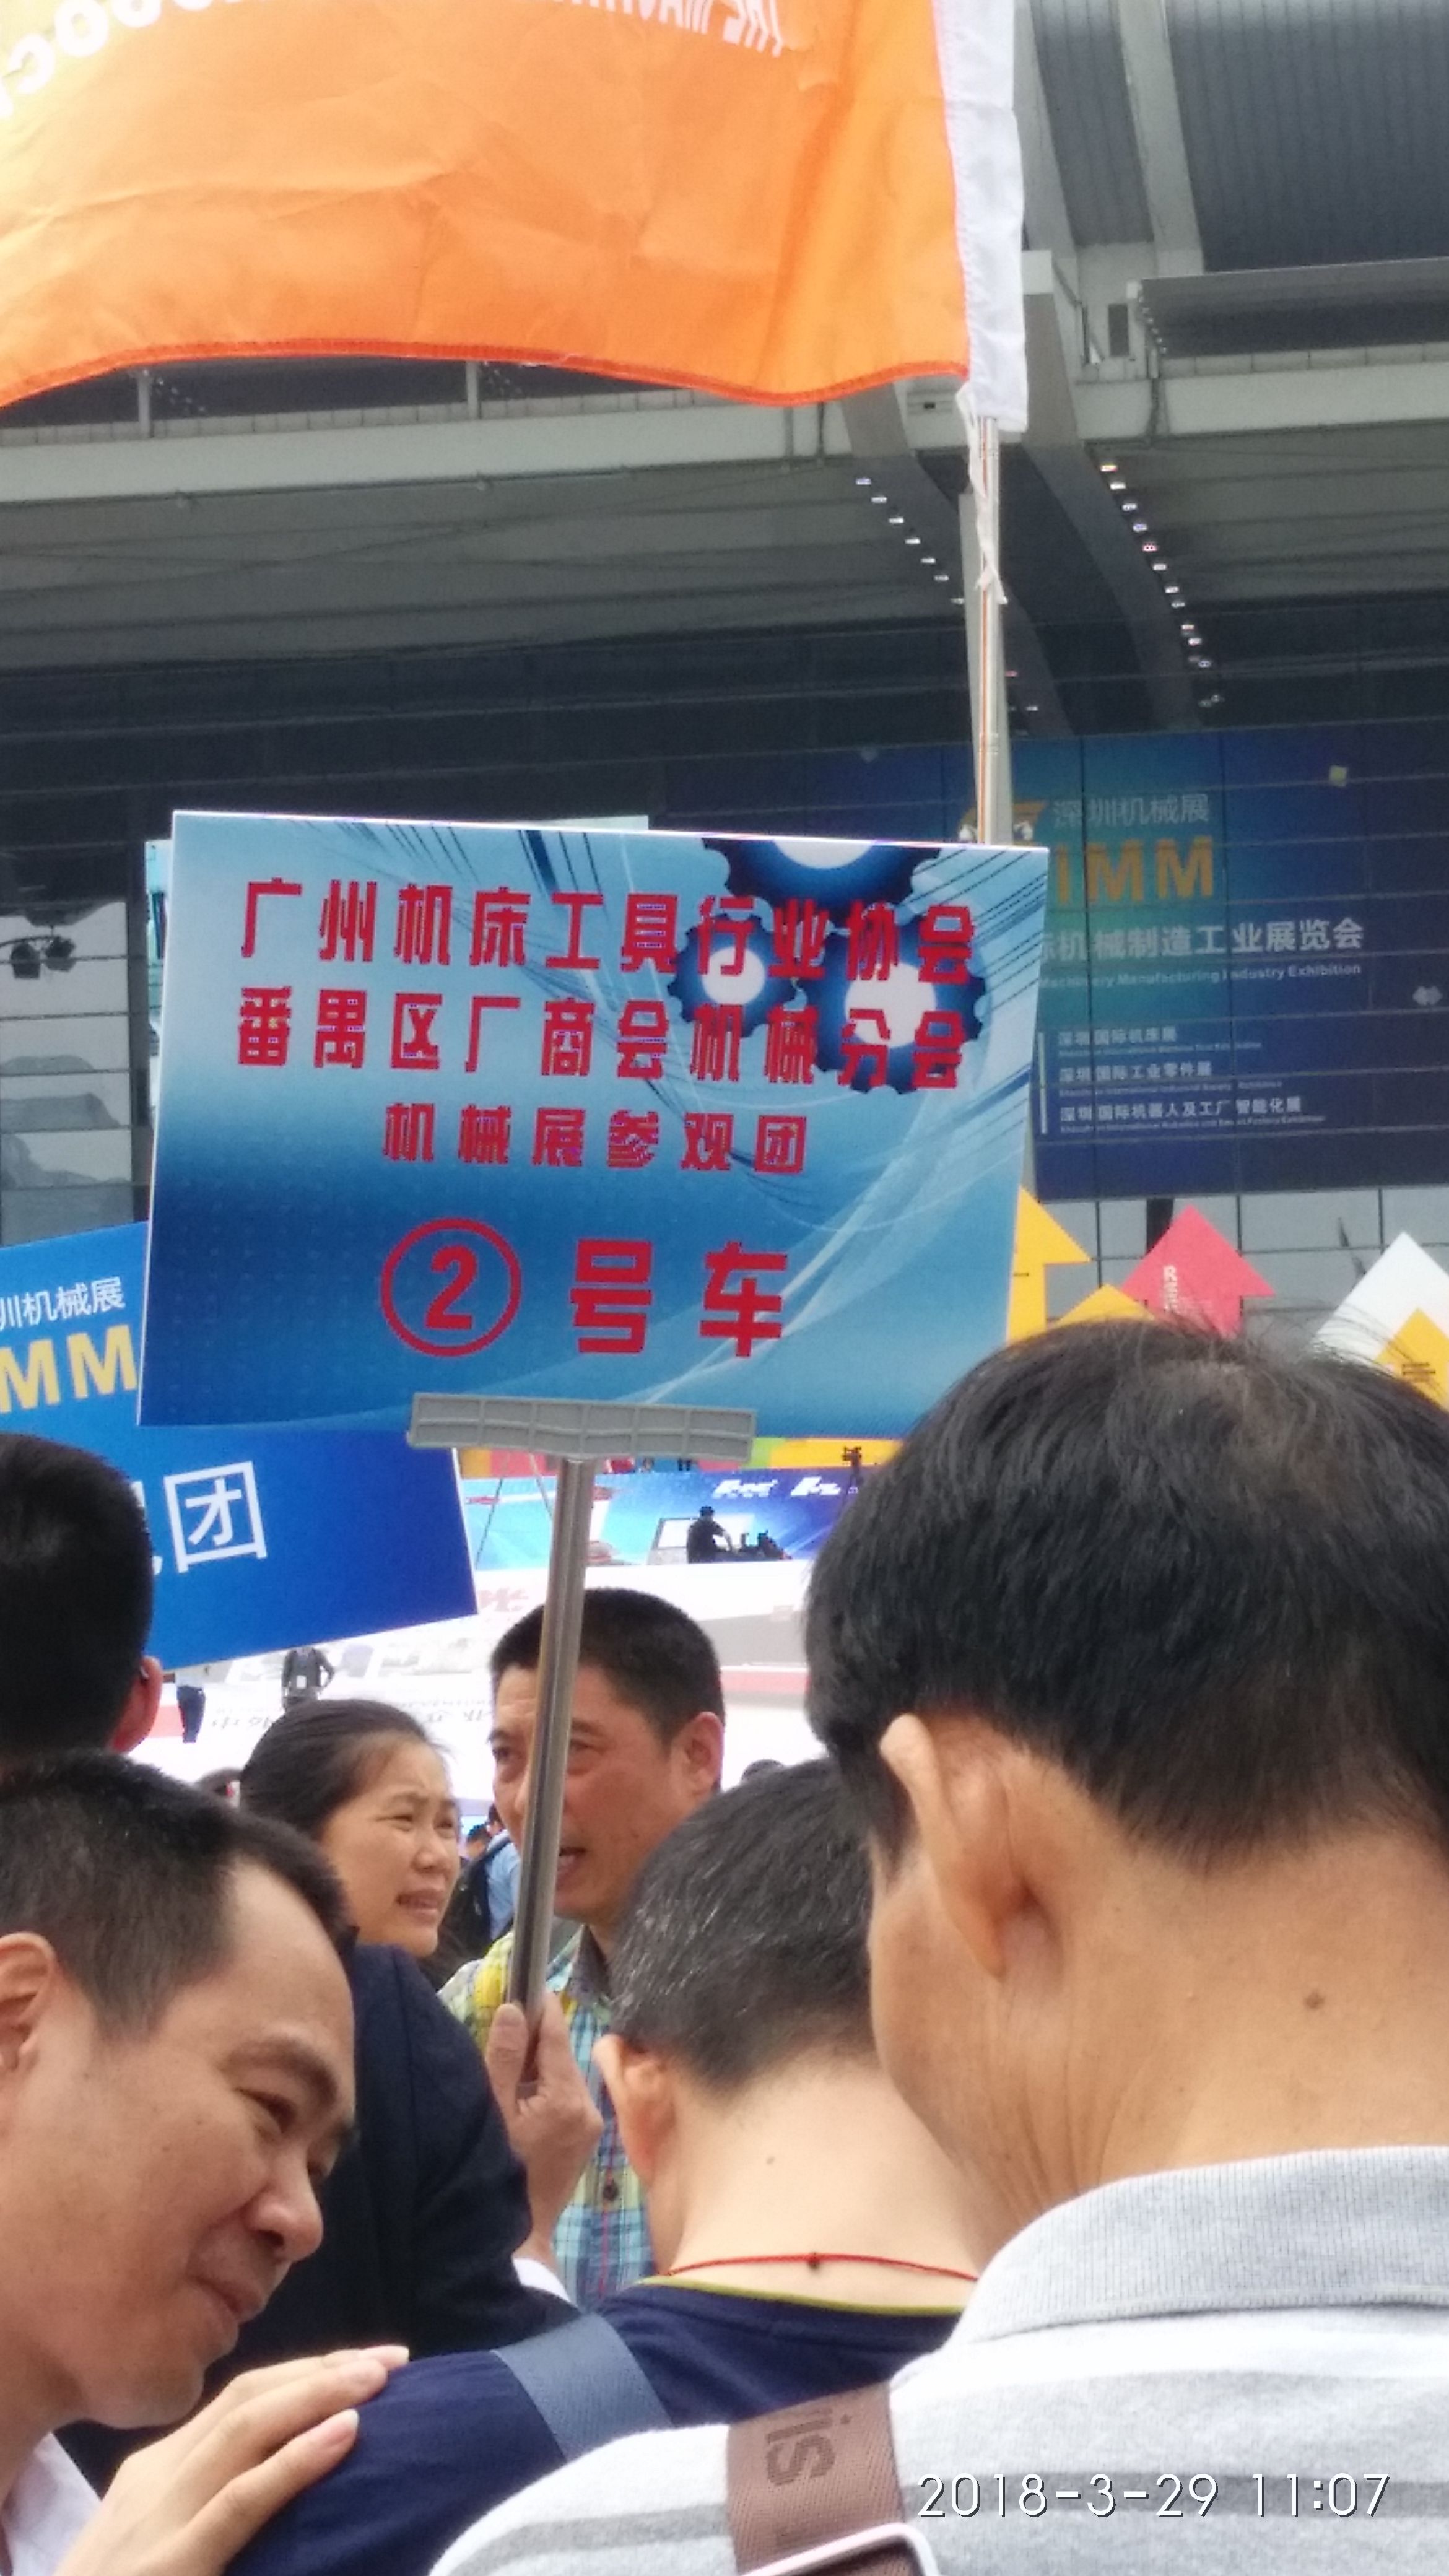 THE MACHI
深圳机械展
IMM
机械制造工业展览会
Machinery Manufacturing Industry Exhibition
深圳国际机床展
深圳国际工业零件展
深圳国际机器人及工厂智能化展
广州机床工具行业协会
番禺区厂商会机械分会
机械展参观团
②号车
圳机械展
MM
团
2018-3-29 11:07